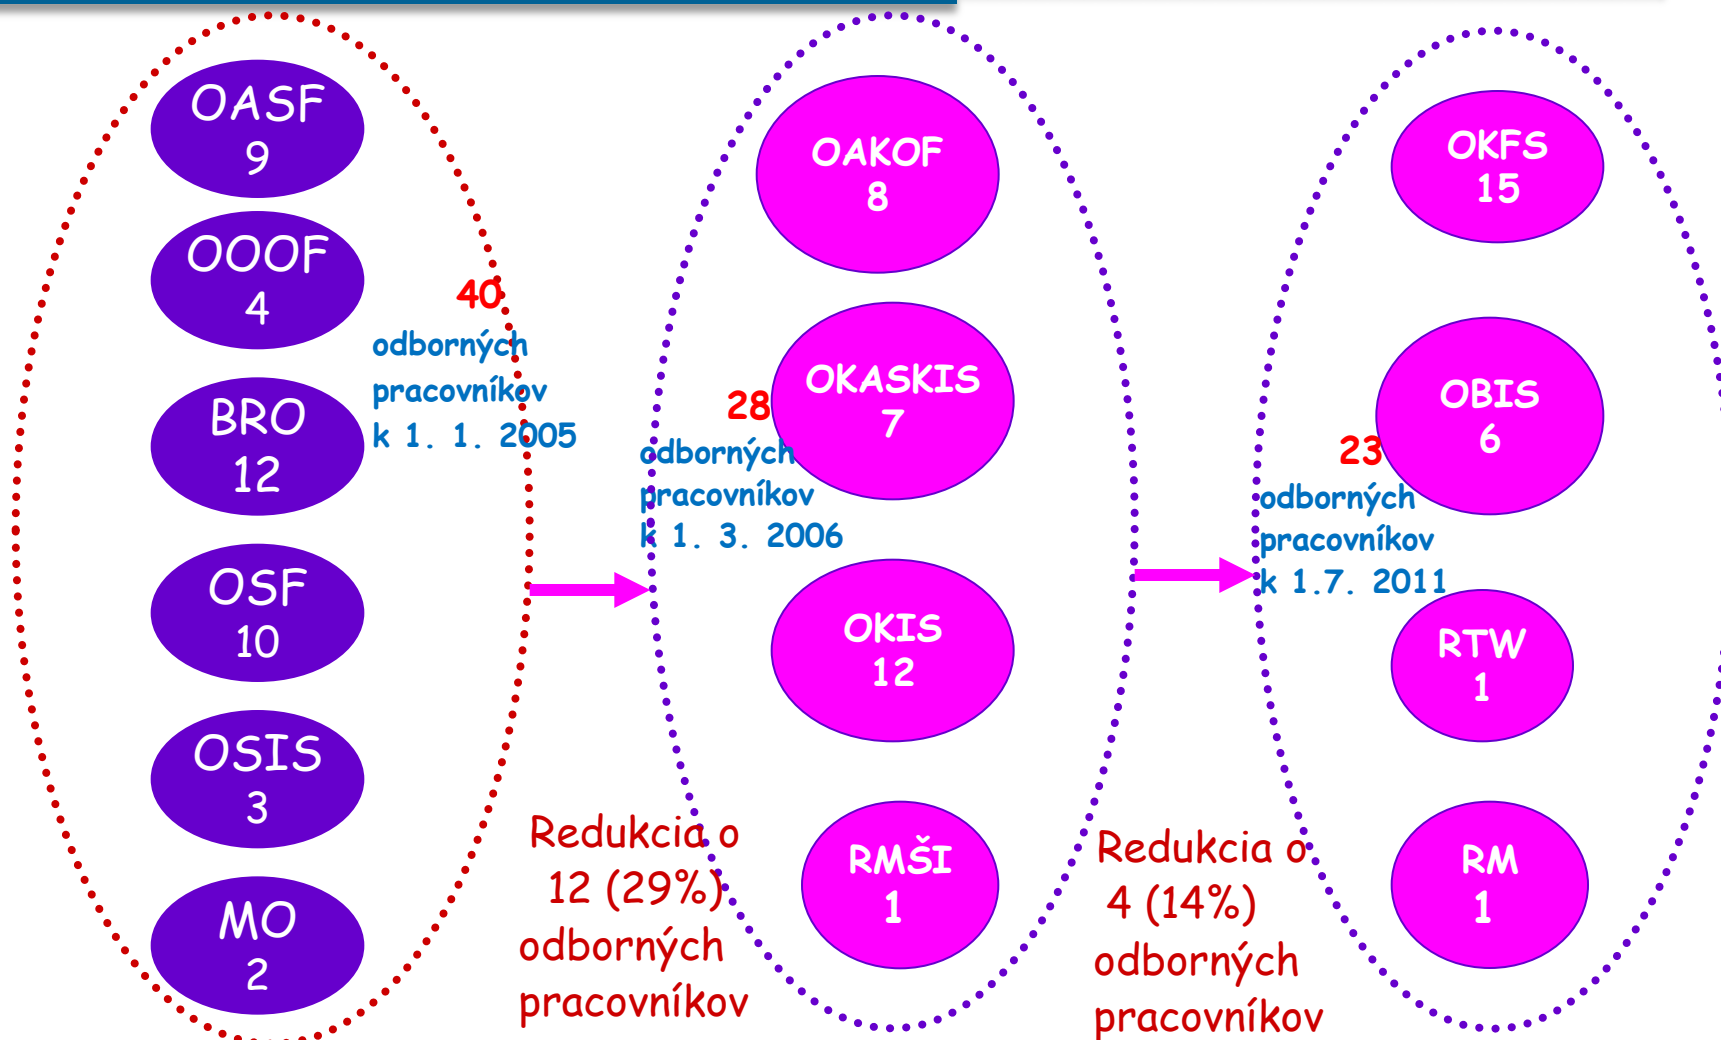 OASF
9
OOOF
4
BRO
12
OSF
10
OSIS
3
MO
2
40
odborných
pracovníkov
k 1. 1. 2005
Redukcia o
12 (29%)
odborných
pracovníkov
OAKOF
8
OKASKIS
7
OKIS
12
RMŠI
1
28
odborných
pracovníkov
k 1. 3. 2006
Redukcia o
4 (14%)
odborných
pracovníkov
OKFS
15
OBIS
6
RTW
1
RM
1
23
odborných
pracovníkov
k 1.7. 2011